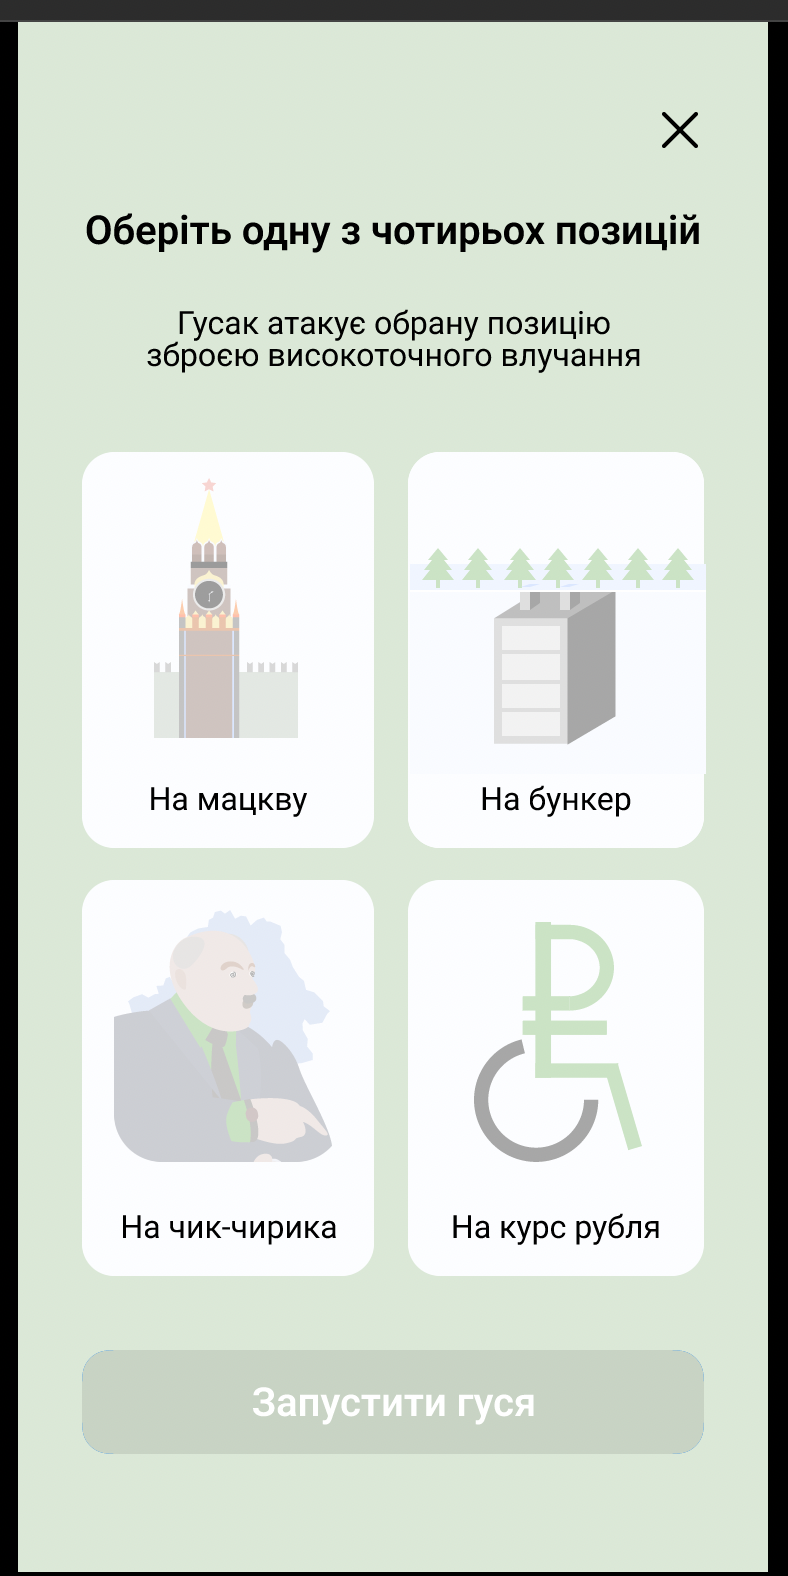 Оберіть одну з чотирьох позицій
Гусак атакує обрану позицію
зброєю високоточного влучання
На мацкву
На бункер
На чик-чирика
На курс рубля
Запустити гуся